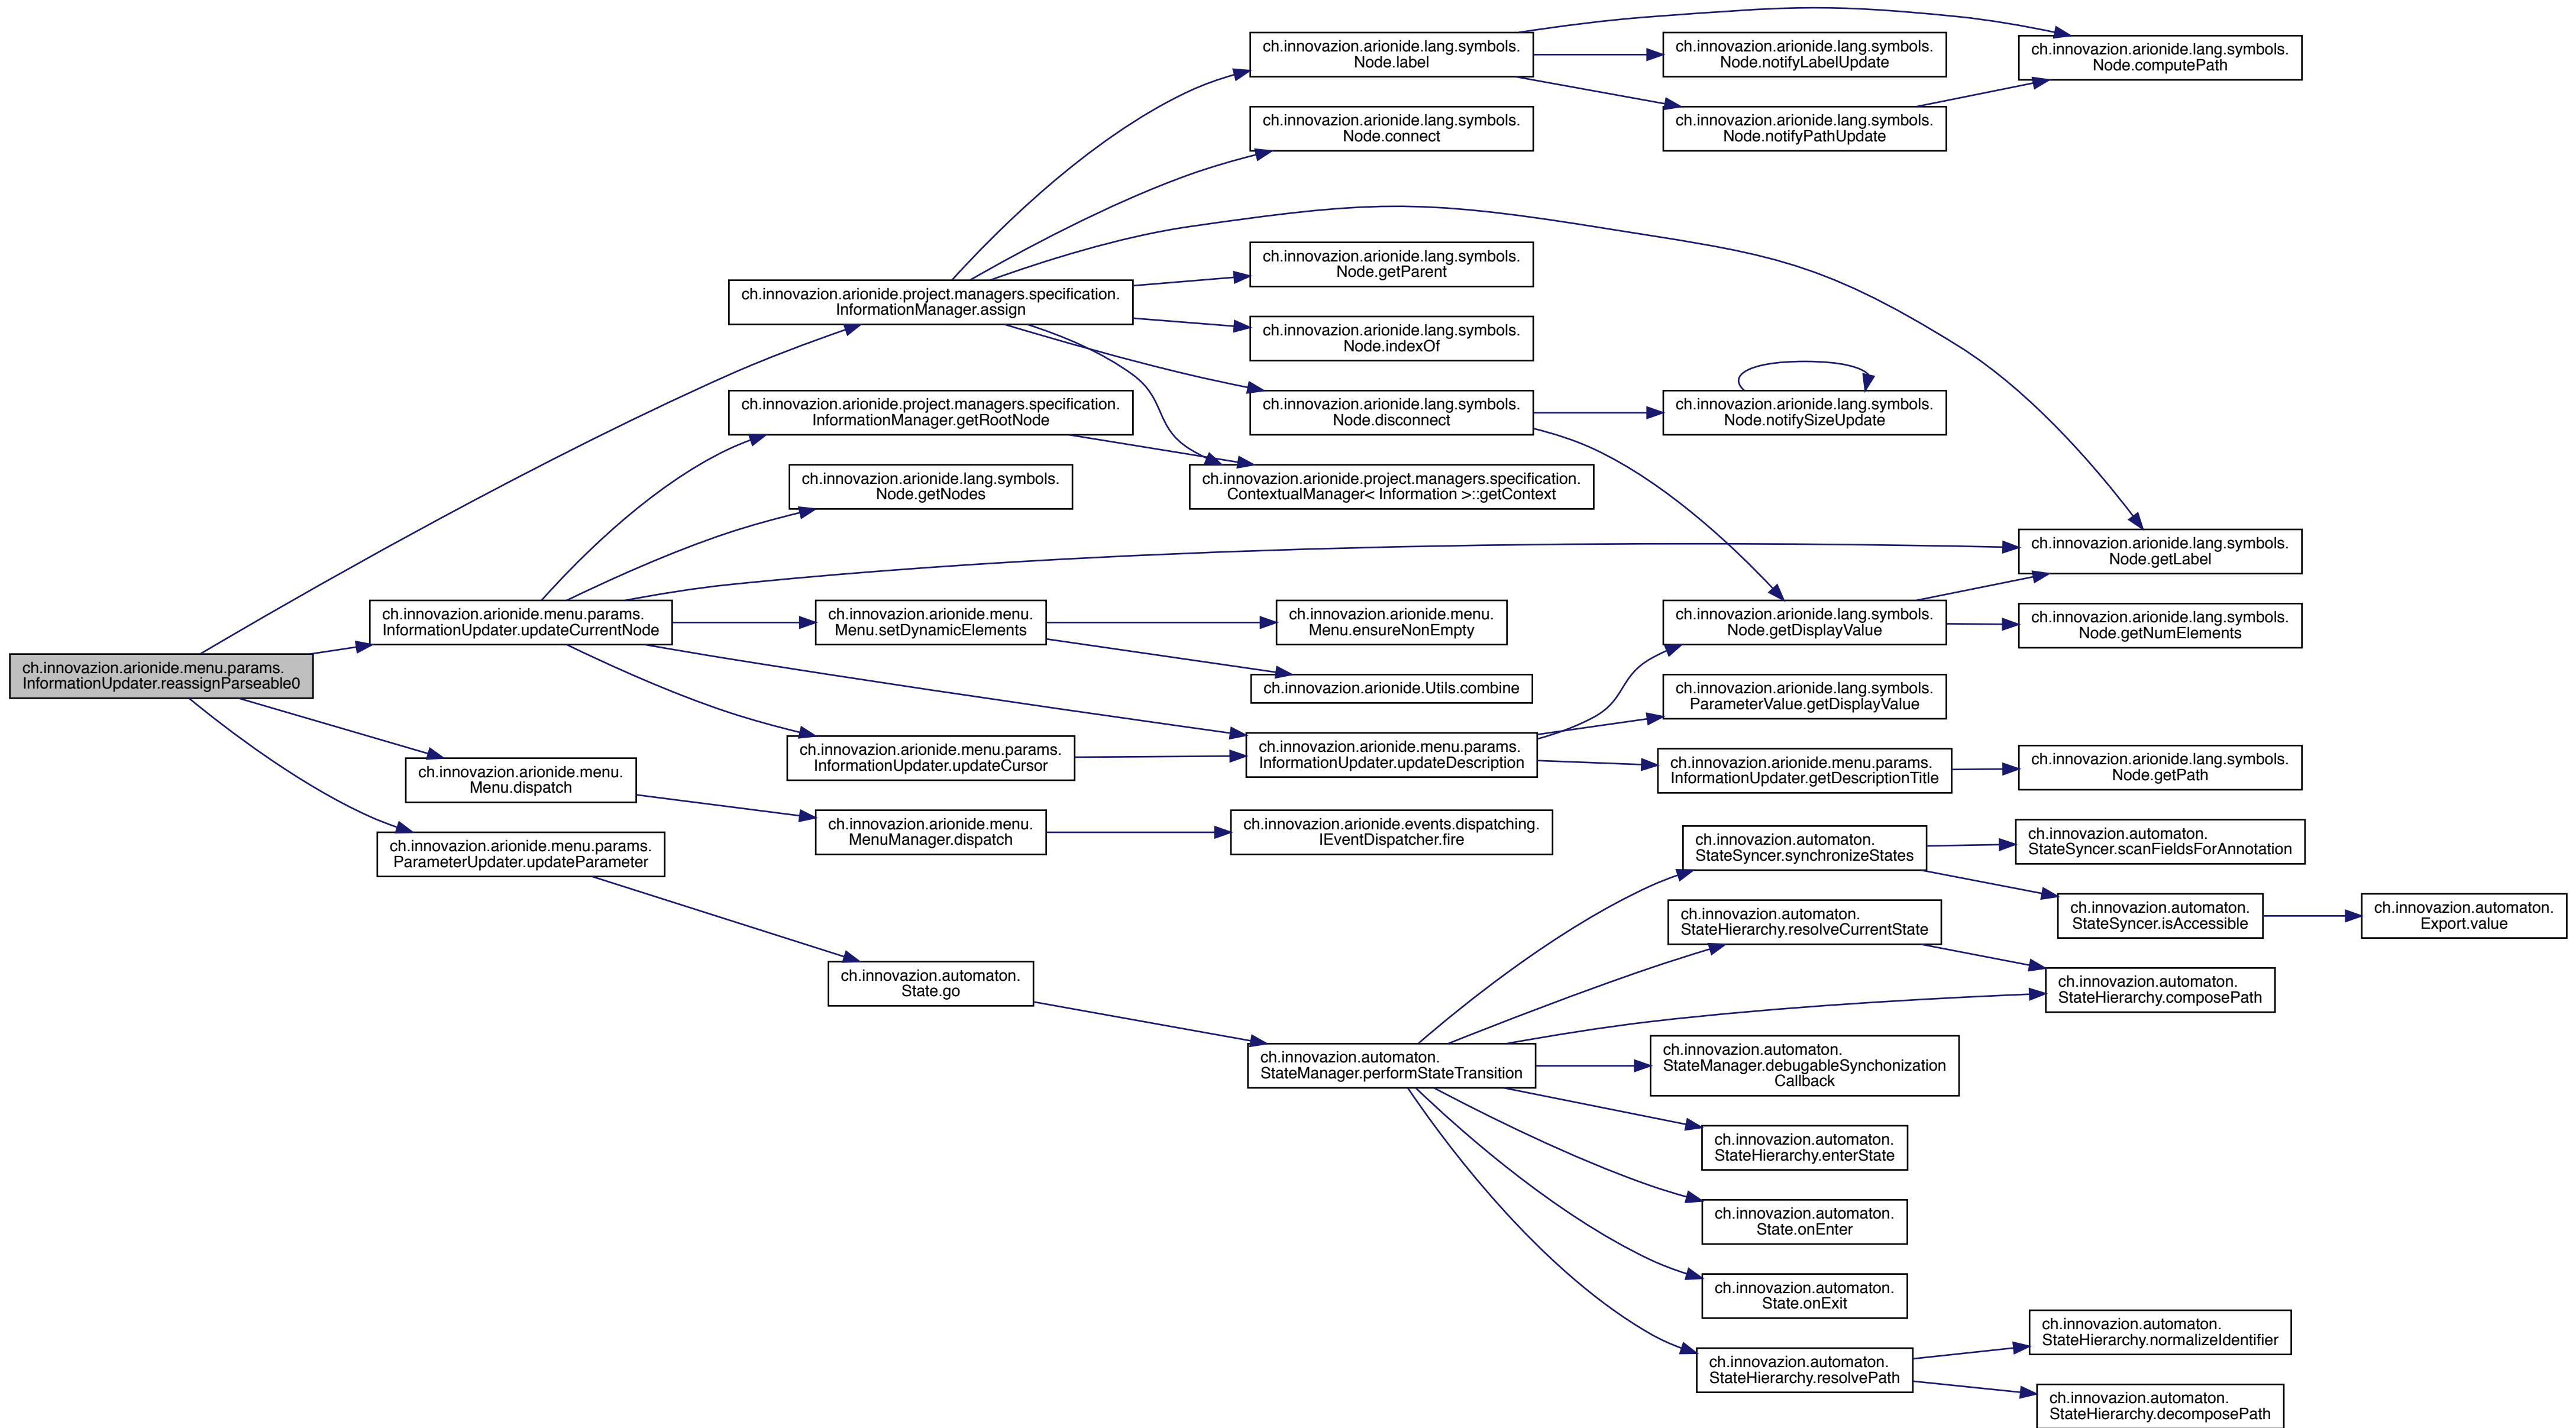 ch.innovazion.arionide.menu.params.
InformationUpdater.reassignParseable0
ch.innovazion.arionide.project.managers.specification.
InformationManager.assign
ch.innovazion.arionide.lang.symbols.
Node.label
ch.innovazion.arionide.lang.symbols.
Node.notifyLabelUpdate
ch.innovazion.arionide.lang.symbols.
Node.computePath
ch.innovazion.arionide.lang.symbols.
Node.notifyPathUpdate
ch.innovazion.arionide.lang.symbols.
Node.connect
ch.innovazion.arionide.lang.symbols.
Node.getParent
ch.innovazion.arionide.lang.symbols.
Node.indexOf
ch.innovazion.arionide.lang.symbols.
Node.disconnect
ch.innovazion.arionide.lang.symbols.
Node.notifySizeUpdate
ch.innovazion.arionide.project.managers.specification.
InformationManager.getRootNode
ch.innovazion.arionide.project.managers.specification.
ContextualManager< Information >::getContext
ch.innovazion.arionide.lang.symbols.
Node.getNodes
ch.innovazion.arionide.lang.symbols.
Node.getLabel
ch.innovazion.arionide.menu.params.
InformationUpdater.updateCurrentNode
ch.innovazion.arionide.menu.
Menu.setDynamicElements
ch.innovazion.arionide.menu.
Menu.ensureNonEmpty
ch.innovazion.arionide.lang.symbols.
Node.getDisplayValue
ch.innovazion.arionide.lang.symbols.
Node.getNumElements
ch.innovazion.arionide.Utils.combine
ch.innovazion.arionide.lang.symbols.
ParameterValue.getDisplayValue
ch.innovazion.arionide.menu.params.
InformationUpdater.updateCursor
ch.innovazion.arionide.menu.params.
InformationUpdater.updateDescription
ch.innovazion.arionide.menu.params.
InformationUpdater.getDescriptionTitle
ch.innovazion.arionide.lang.symbols.
Node.getPath
ch.innovazion.arionide.menu.
Menu.dispatch
ch.innovazion.arionide.menu.
MenuManager.dispatch
ch.innovazion.arionide.events.dispatching.
IEventDispatcher.fire
ch.innovazion.arionide.menu.params.
ParameterUpdater.updateParameter
ch.innovazion.automaton.
State.go
ch.innovazion.automaton.
StateManager.performStateTransition
ch.innovazion.automaton.
StateSyncer.synchronizeStates
ch.innovazion.automaton.
StateSyncer.scanFieldsForAnnotation
ch.innovazion.automaton.
StateSyncer.isAccessible
ch.innovazion.automaton.
Export.value
ch.innovazion.automaton.
StateHierarchy.resolveCurrentState
ch.innovazion.automaton.
StateHierarchy.composePath
ch.innovazion.automaton.
StateManager.debugableSynchonization
Callback
ch.innovazion.automaton.
StateHierarchy.enterState
ch.innovazion.automaton.
State.onEnter
ch.innovazion.automaton.
State.onExit
ch.innovazion.automaton.
StateHierarchy.resolvePath
ch.innovazion.automaton.
StateHierarchy.normalizeIdentifier
ch.innovazion.automaton.
StateHierarchy.decomposePath